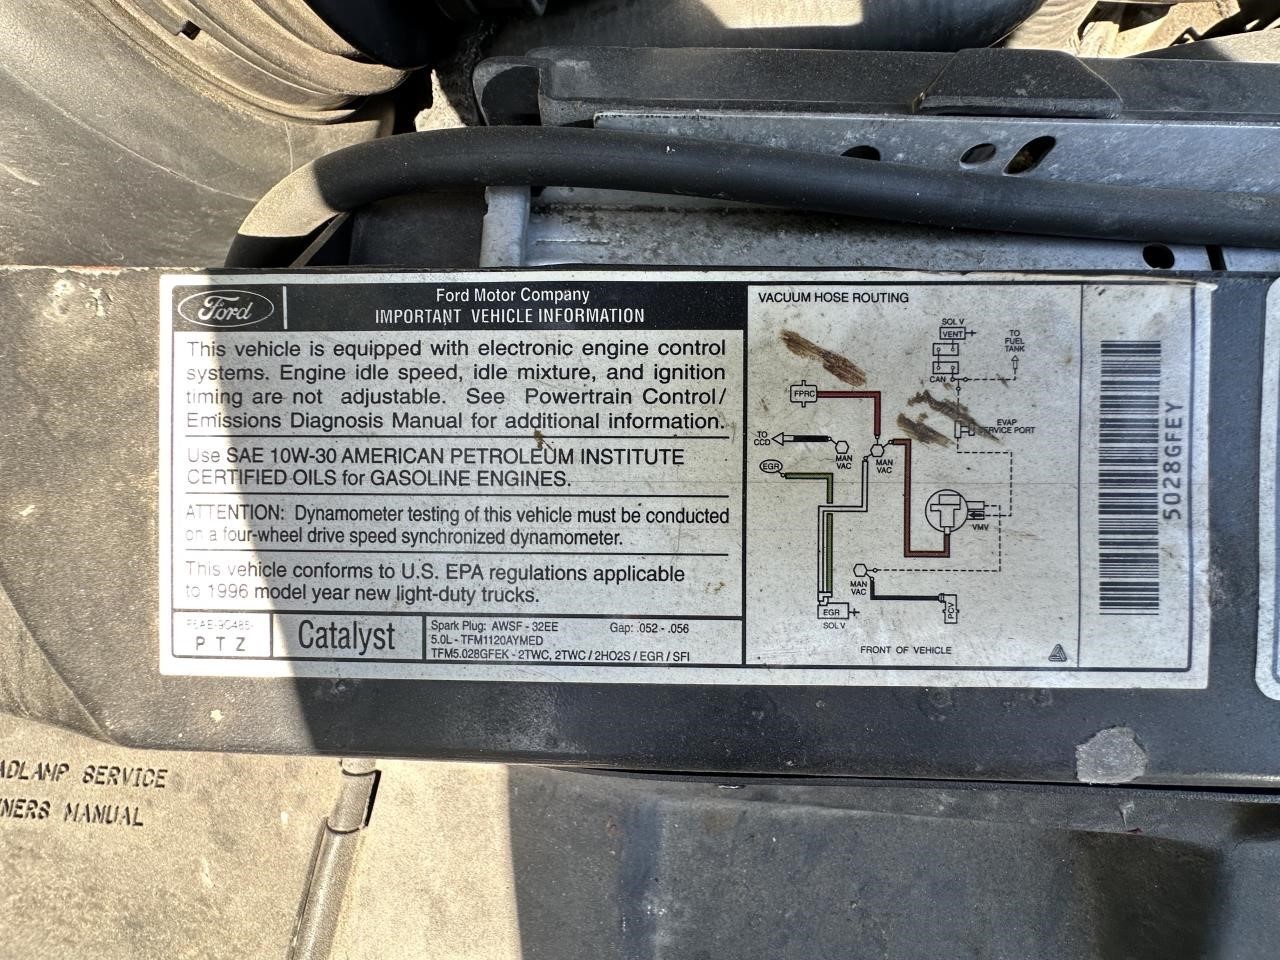 Ford
Ford Motor Company
IMPORTANT VEHICLE INFORMATION
This vehicle is equipped with electronic engine control
systems. Engine idle speed, idle mixture, and ignition
timing are not adjustable. See Powertrain Control/
Emissions Diagnosis Manual for additional information.
Use SAE 10W-30 AMERICAN PETROLEUM INSTITUTE
CERTIFIED OILS for GASOLINE ENGINES.
ATTENTION: Dynamometer testing of this vehicle must be conducted
on a four-wheel drive speed synchronized dynamometer.
This vehicle conforms to U.S. EPA regulations applicable
to 1996 model year new light-duty trucks.
P T Z
Catalyst
Spark Plug: AWSF - 32EE Gap: .052 - .056
5.0L - TFM1120AYMED
TFM5.028GFEK - 2TWC, 2TWC / 2HO2S / EGR / SFI
VACUUM HOSE ROUTING
SOL V
VENT
CAN
TO
FUEL
TANK
FPRC
EVAP
SERVICE PORT
TO
CCD
MAN
VAC
MAN
VAC
EGR
VMV
MAN
VAC
PCV
EGR
SOL V
FRONT OF VEHICLE
5028GFEY
ADLAMP SERVICE
NERS MANUAL